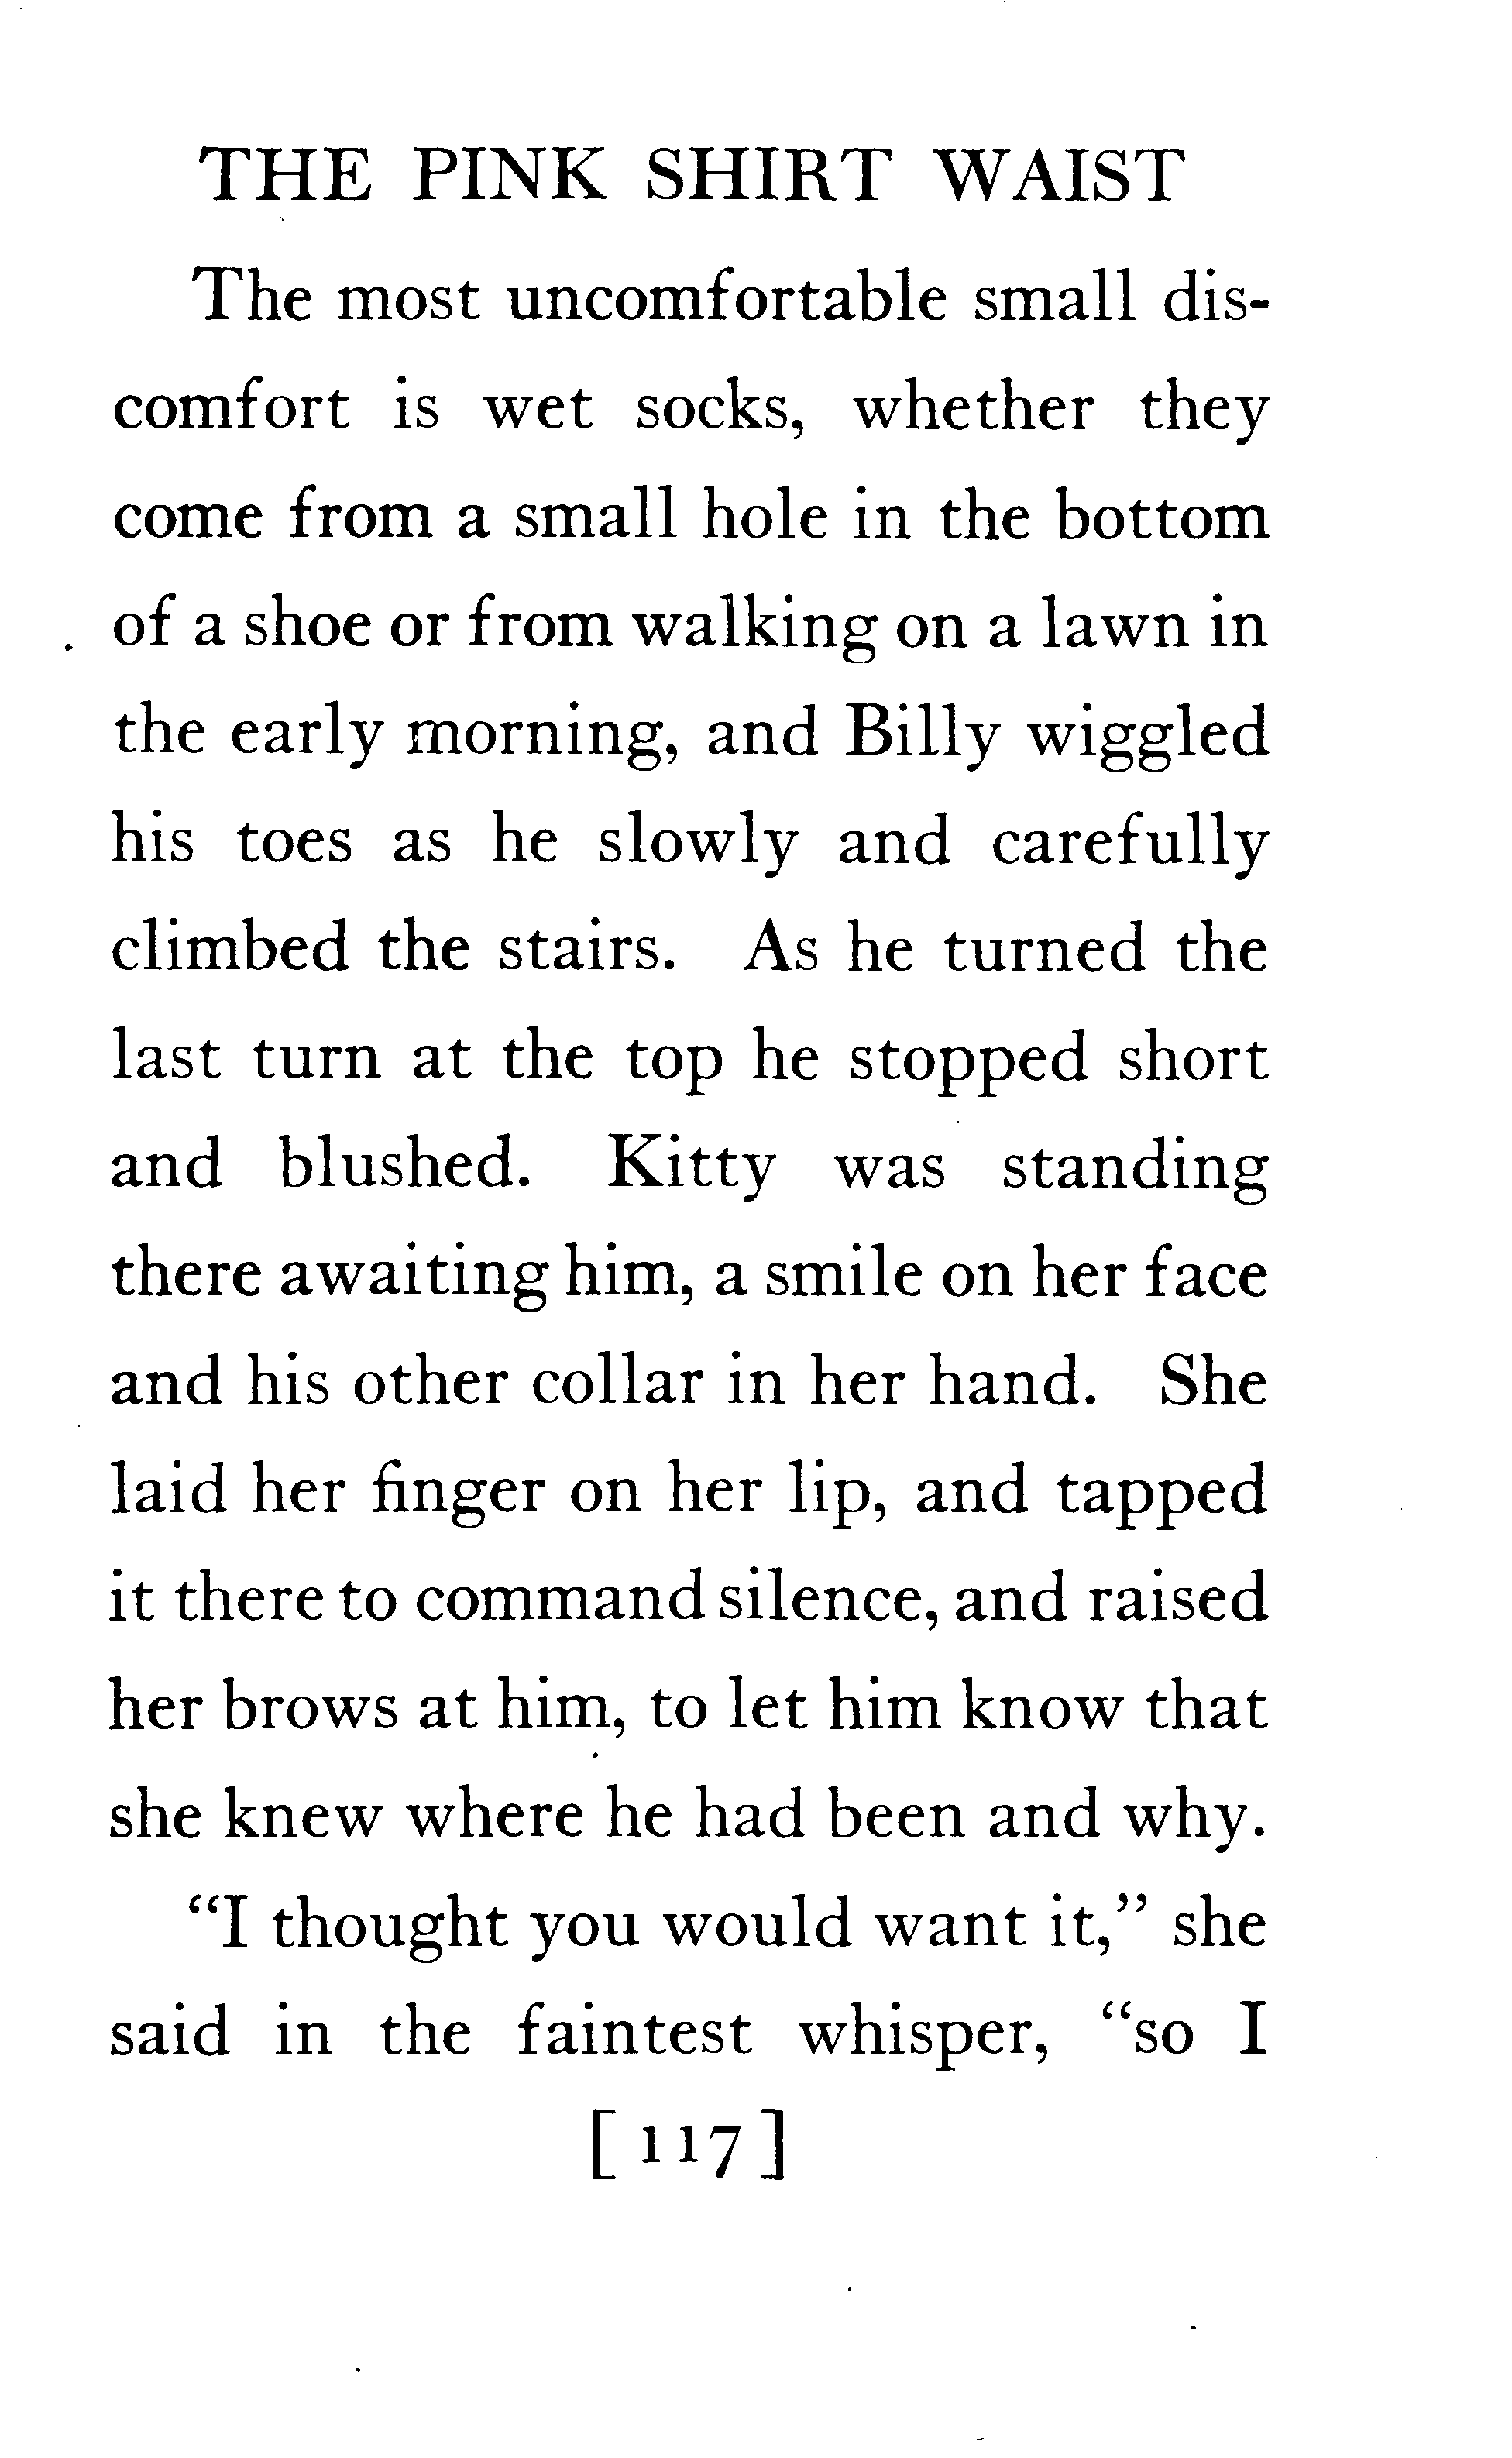 THE PINK SHIRT WAIST
The most uncomfortable small dis-
comfort is wet socks, whether they
come from a small hole in the bottom
of a shoe or from walking on a lawn in
the early morning, and Billy wiggled
his toes as he slowly and carefully
climbed the stairs. As he turned the
last turn at the top he stopped short
and blushed. Kitty was standing
there awaiting him, a smile on her face
and his other collar in her hand. She
laid her finger on her lip, and tapped
it there to command silence, and raised
her brows at him, to let him know that
she knew where he had been and why.
“I thought you would want it,” she
said in the faintest whisper, “so I
[117]